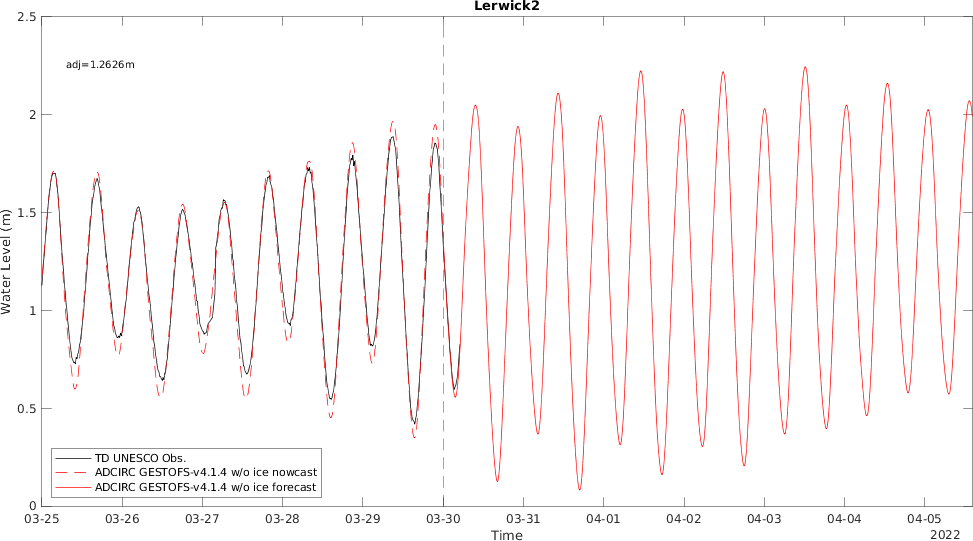 Lerwick2
2.5
adj=1.2626m
2
1.5
Water Level (m)
1
0.5
TD UNESCO Obs.
ADCIRC GESTOFS-v4.1.4 w/o ice nowcast
ADCIRC GESTOFS-v4.1.4 w/o ice forecast
0
03-25 03-26 03-27 03-28 03-29 03-30 03-31 04-01 04-02 04-03 04-04 04-05
Time
2022